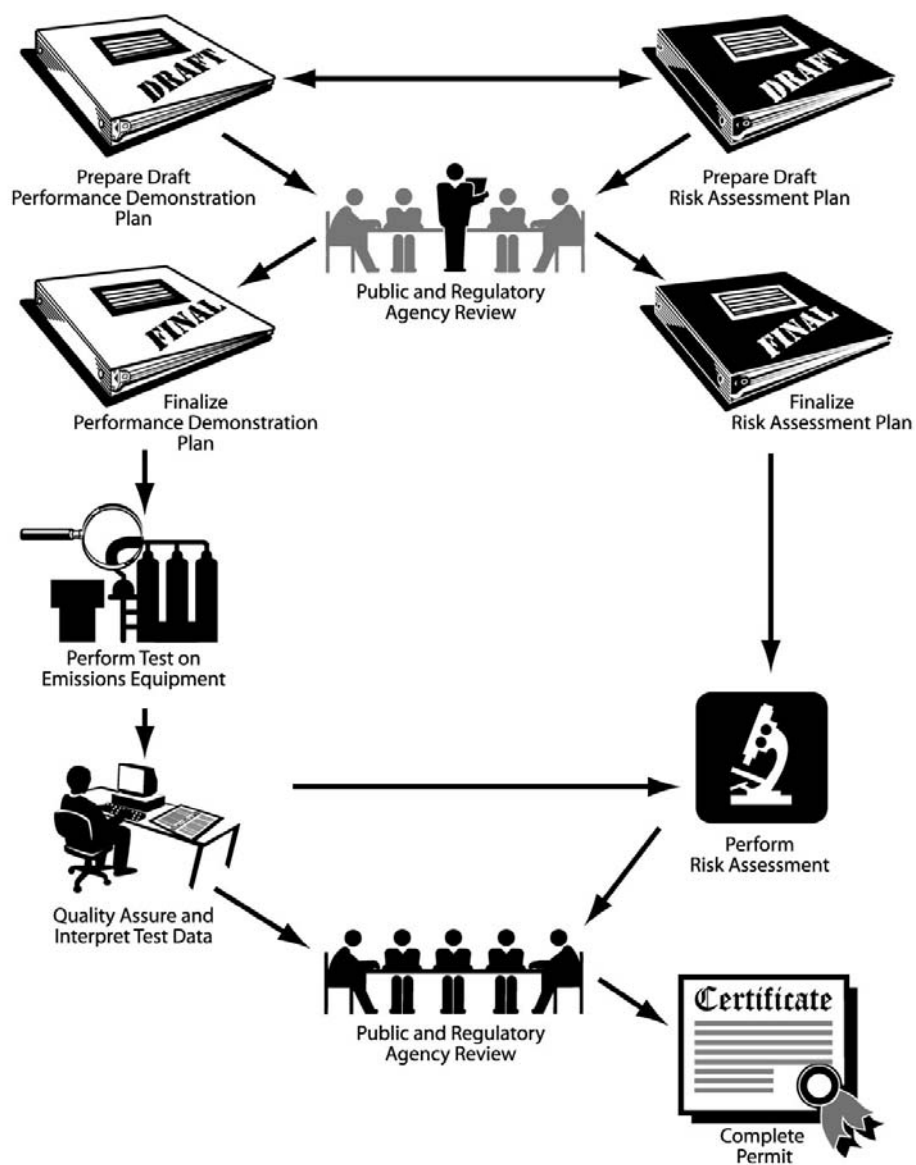 DRAFT
DRAFT
Prepare Draft
Performance Demonstration
Plan
Prepare Draft
Risk Assessment Plan
Public and Regulatory
Agency Review
FINAL
FINAL
Finalize
Performance Demonstration
Plan
Finalize
Risk Assessment Plan
Perform Test on
Emissions Equipment
Perform
Risk Assessment
Quality Assure and
Interpret Test Data
Public and Regulatory
Agency Review
Certificate
Complete
Permit